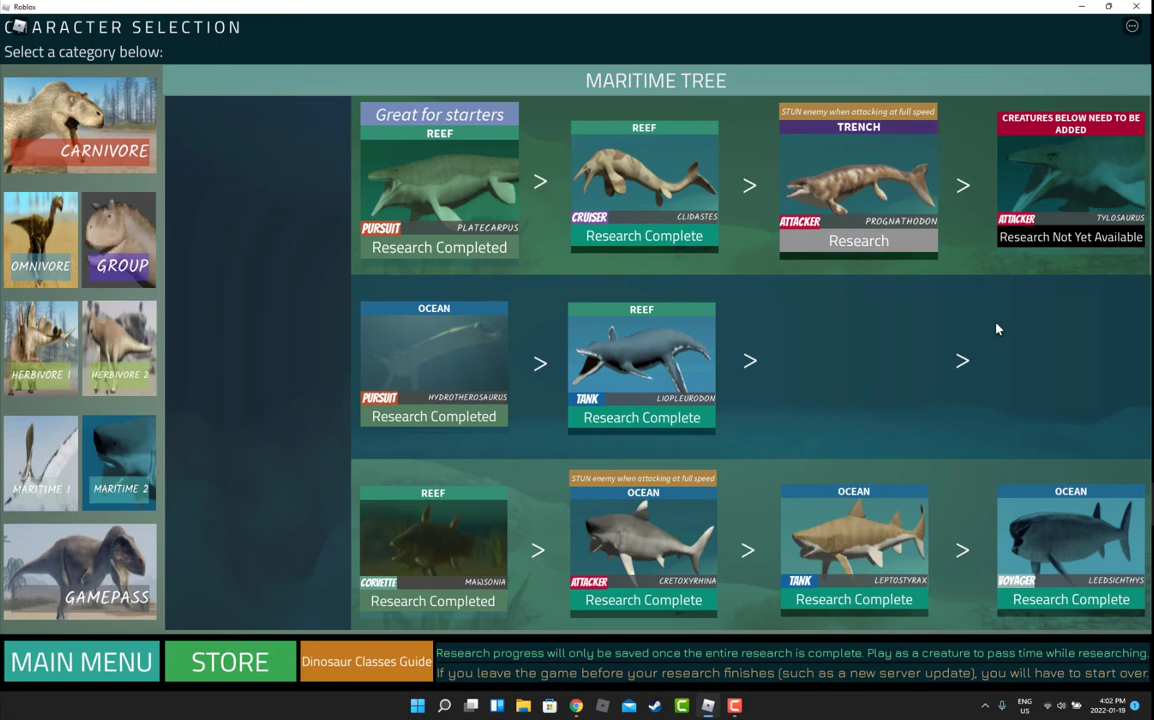 Roblox
CHARACTER SELECTION
Select a category below:
MARITIME TREE
CARNIVORE
OMNIVORE
GROUP
HERBIVORE 1
HERBIVORE 2
MARITIME 1
MARITIME 2
GAMEPASS
Great for starters
REEF
PURSUIT
PLATECARPUS
Research Completed
>
REEF
CRUISER
CLIDASTES
Research Complete
>
STUN enemy when attacking at full speed
TRENCH
ATTACKER
PROGNATHODON
Research
>
CREATURES BELOW NEED TO BE
ADDED
ATTACKER
TYLOSAURUS
Research Not Yet Available
OCEAN
PURSUIT
HYDROTHEROSAURUS
Research Completed
>
REEF
TANK
LIOPLEURODON
Research Complete
>
>
REEF
CORVETTE
MAWSONIA
Research Completed
>
STUN enemy when attacking at full speed
OCEAN
ATTACKER
CRETOXYRHINA
Research Complete
>
OCEAN
TANK
LEPTOSTYRAX
Research Complete
>
OCEAN
VOYAGER
LEEDSICHTHYS
Research Complete
MAIN MENU
STORE
Dinosaur Classes Guide
Research progress will only be saved once the entire research is complete. Play as a creature to pass time while researching.
If you leave the game before your research finishes (such as a new server update), you will have to start over.
ENG
US
4:02 PM
2022-01-19
1